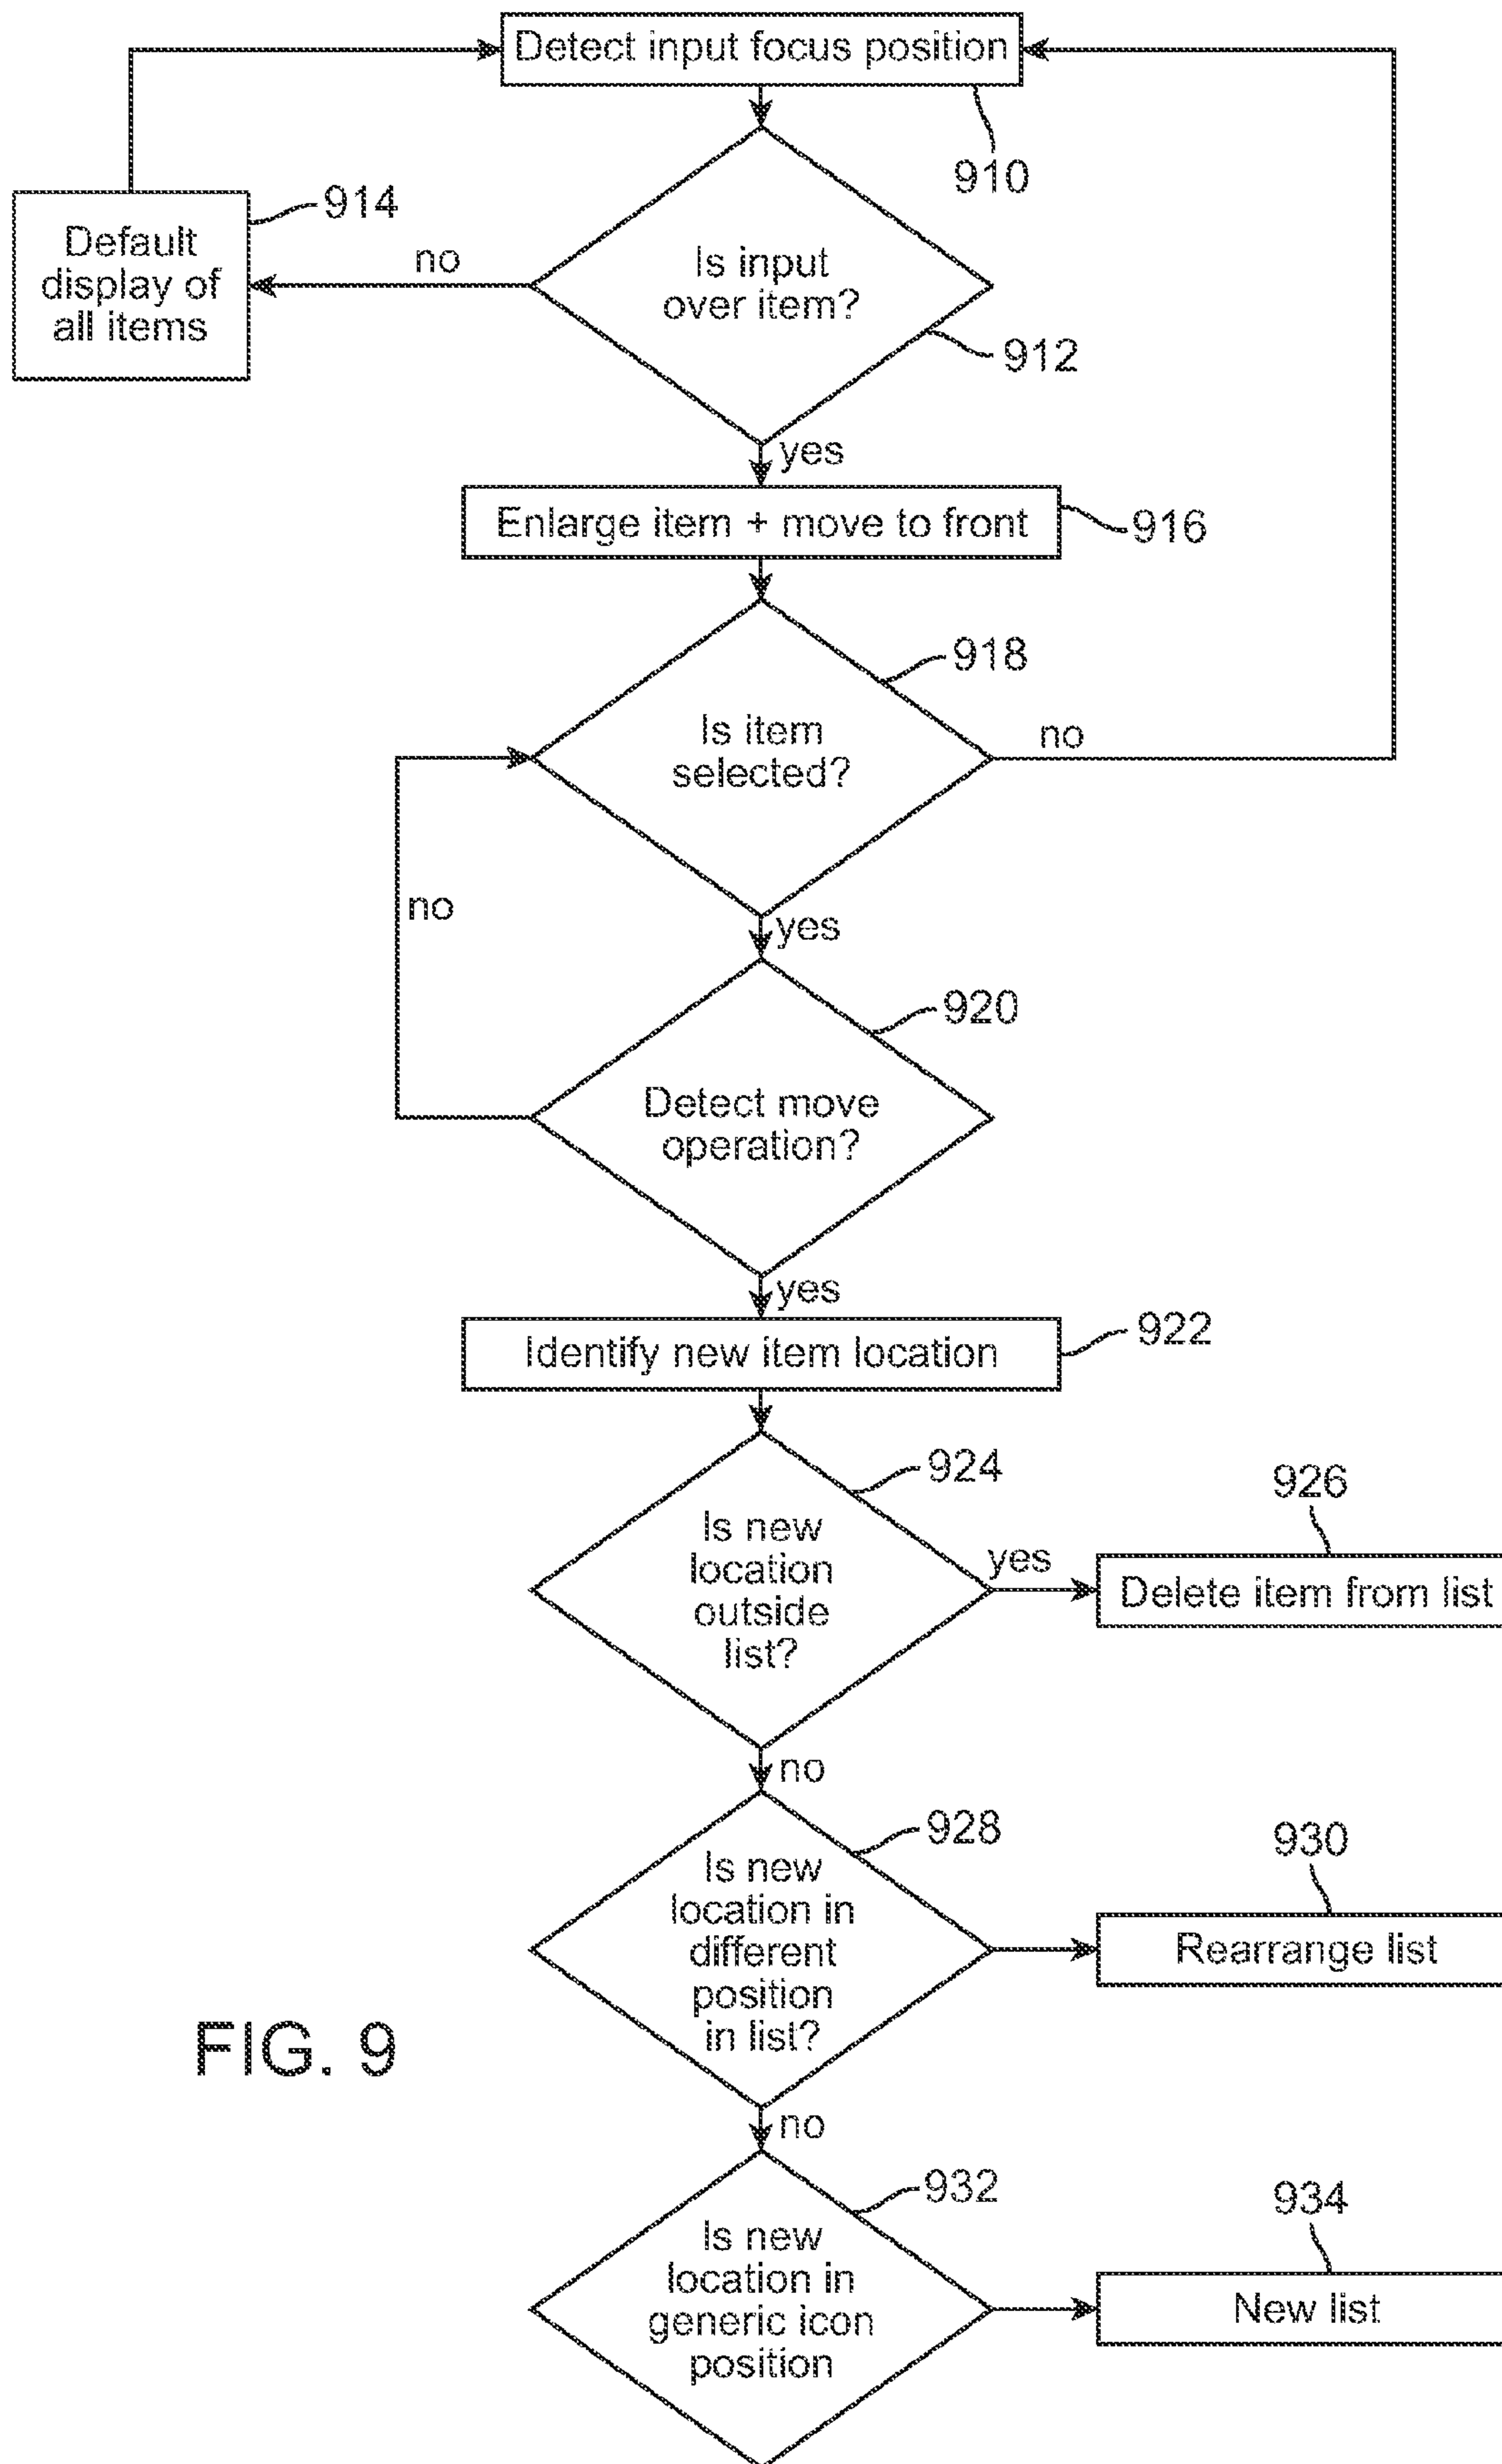 Detect input focus position
910
914
Default
display of
all items
no
Is input
over item?
912
yes
Enlarge item + move to front
916
918
Is item
selected?
no
no
yes
920
Detect move
operation?
yes
922
Identify new item location
924
Is new
location
outside
list?
yes
926
Delete item from list
no
928
Is new
location in
different
position
in list?
930
Rearrange list
FIG. 9
no
932
Is new
location in
generic icon
position
934
New list